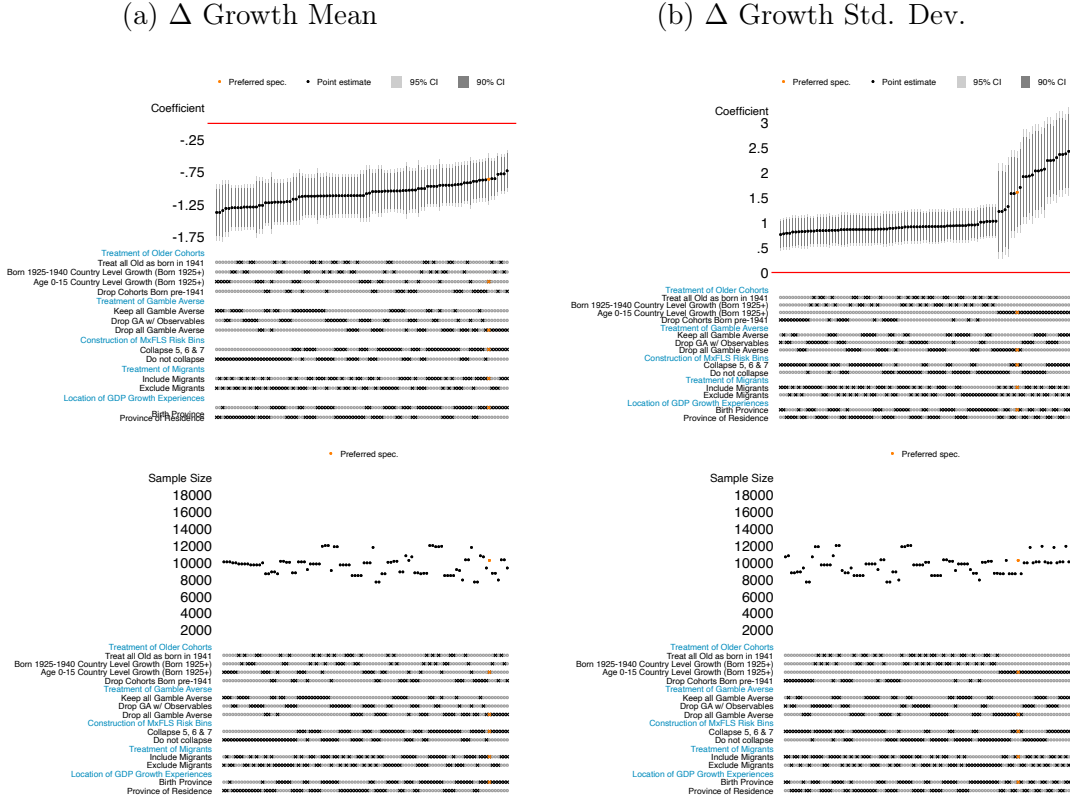 (a) Δ Growth Mean
Preferred spec. Point estimate 95% CI 90% CI
Coefficient
-.25
-.75
-1.25
-1.75
Treatment of Older Cohorts
Treat all Old as born in 1941
Born 1925-1940 Country Level Growth (Born 1925+)
Age 0-15 Country Level Growth (Born 1925+)
Drop Cohorts Born pre-1941
Treatment of Gamble Averse
Keep all Gamble Averse
Drop GA w/ Observables
Drop all Gamble Averse
Construction of MxFLS Risk Bins
Collapse 5, 6 & 7
Do not collapse
Treatment of Migrants
Include Migrants
Exclude Migrants
Location of GDP Growth Experiences
Birth Province
Province of Residence
(b) Δ Growth Std. Dev.
Preferred spec. Point estimate 95% CI 90% CI
Coefficient
3
2.5
2
1.5
1
.5
0
Treatment of Older Cohorts
Treat all Old as born in 1941
Born 1925-1940 Country Level Growth (Born 1925+)
Age 0-15 Country Level Growth (Born 1925+)
Drop Cohorts Born pre-1941
Treatment of Gamble Averse
Keep all Gamble Averse
Drop GA w/ Observables
Drop all Gamble Averse
Construction of MxFLS Risk Bins
Collapse 5, 6 & 7
Do not collapse
Treatment of Migrants
Include Migrants
Exclude Migrants
Location of GDP Growth Experiences
Birth Province
Province of Residence
Preferred spec.
Sample Size
18000
16000
14000
12000
10000
8000
6000
4000
2000
Treatment of Older Cohorts
Treat all Old as born in 1941
Born 1925-1940 Country Level Growth (Born 1925+)
Age 0-15 Country Level Growth (Born 1925+)
Drop Cohorts Born pre-1941
Treatment of Gamble Averse
Keep all Gamble Averse
Drop GA w/ Observables
Drop all Gamble Averse
Construction of MxFLS Risk Bins
Collapse 5, 6 & 7
Do not collapse
Treatment of Migrants
Include Migrants
Exclude Migrants
Location of GDP Growth Experiences
Birth Province
Province of Residence
Preferred spec.
Sample Size
18000
16000
14000
12000
10000
8000
6000
4000
2000
Treatment of Older Cohorts
Treat all Old as born in 1941
Born 1925-1940 Country Level Growth (Born 1925+)
Age 0-15 Country Level Growth (Born 1925+)
Drop Cohorts Born pre-1941
Treatment of Gamble Averse
Keep all Gamble Averse
Drop GA w/ Observables
Drop all Gamble Averse
Construction of MxFLS Risk Bins
Collapse 5, 6 & 7
Do not collapse
Treatment of Migrants
Include Migrants
Exclude Migrants
Location of GDP Growth Experiences
Birth Province
Province of Residence